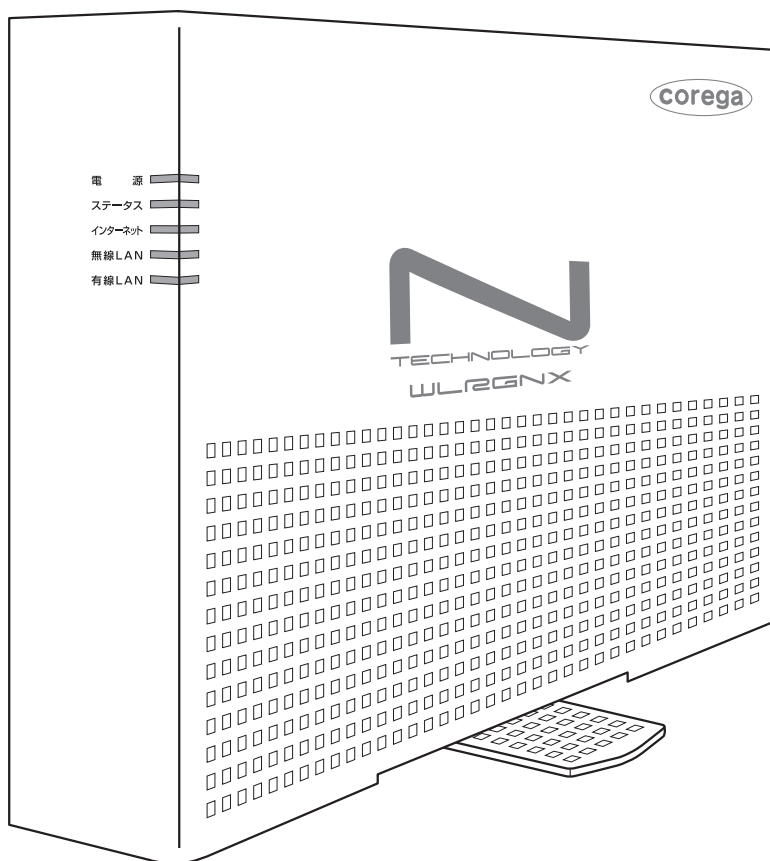 corega
電 源
ステータス
インターネット
無線LAN
有線LAN
N
TECHNOLOGY
WLRGNX